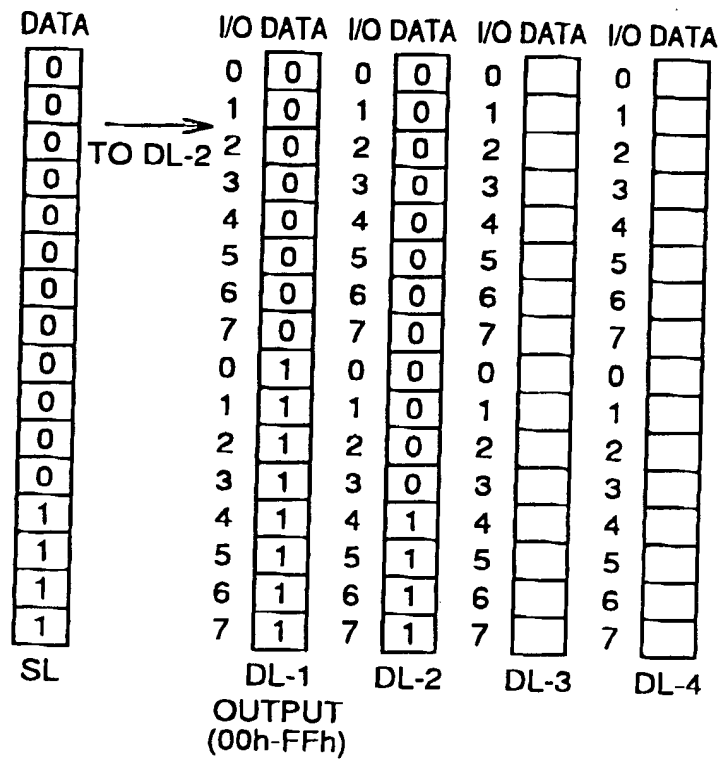 DATA I/O DATA I/O DATA I/O DATA I/O DATA
0 0 0 0 0 0 0
0 1 0 1 0 1 1
0 2 0 2 0 2 2
TO DL-2
0 3 0 3 0 3 3
0 4 0 4 0 4 4
0 5 0 5 0 5 5
0 6 0 6 0 6 6
0 7 0 7 0 7 7
0 0 1 0 0 0 0
0 1 1 1 0 1 1
0 2 1 2 0 2 2
0 3 1 3 0 3 3
1 4 1 4 1 4 4
1 5 1 5 1 5 5
1 6 1 6 1 6 6
1 7 1 7 1 7 7
SL DL-1 DL-2 DL-3 DL-4
OUTPUT
(00h-FFh)